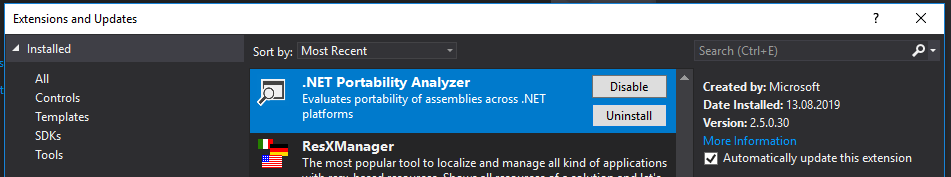 Extensions and Updates
Installed
Sort by: Most Recent
Search (Ctrl+E)
All
Controls
Templates
SDKs
Tools
.NET Portability Analyzer
Evaluates portability of assemblies across .NET
platforms
Disable
Uninstall
ResXManager
The most popular tool to localize and manage all kind of applications
Created by: Microsoft
Date Installed: 13.08.2019
Version: 2.5.0.30
More Information
Automatically update this extension